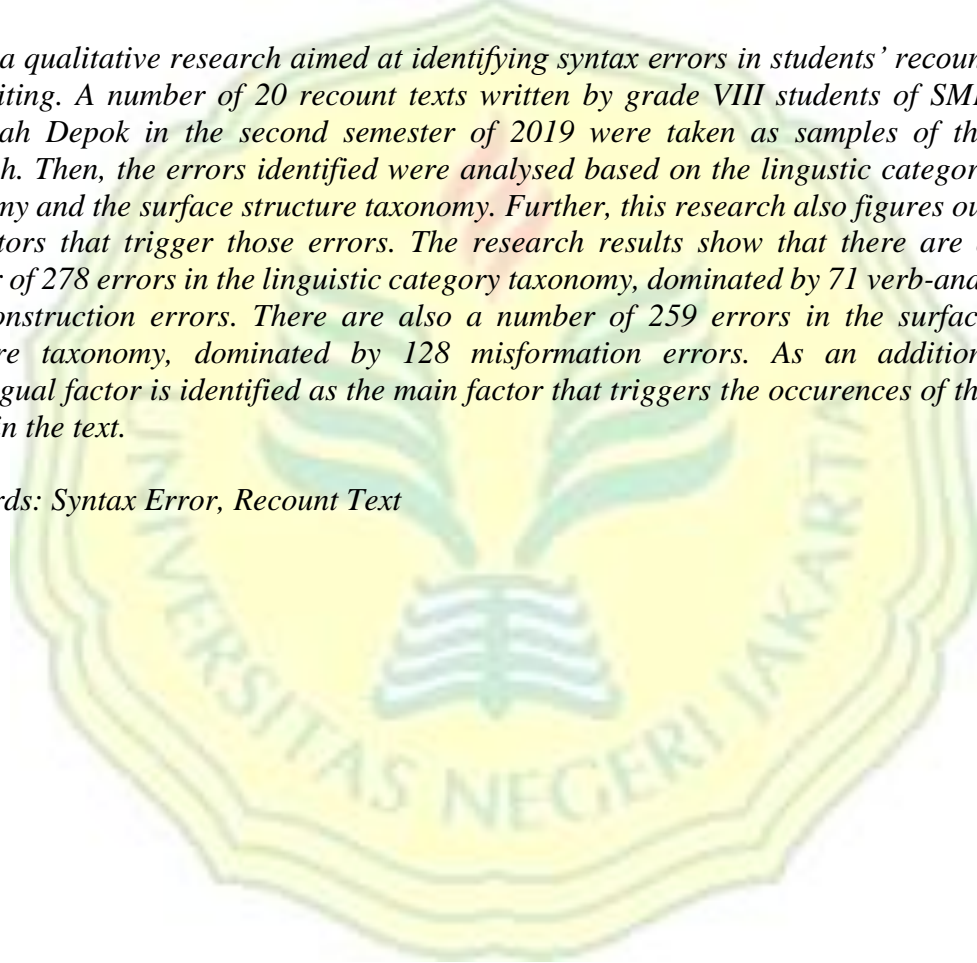 a qualitative research aimed at identifying syntax errors in students’ recoun
iting. A number of 20 recount texts written by grade VIII students of SM
ah Depok in the second semester of 2019 were taken as samples of th
h. Then, the errors identified were analysed based on the lingustic categor
my and the surface structure taxonomy. Further, this research also figures ou
tors that trigger those errors. The research results show that there are
r of 278 errors in the linguistic category taxonomy, dominated by 71 verb-and
onstruction errors. There are also a number of 259 errors in the surfac
re taxonomy, dominated by 128 misformation errors. As an addition
gual factor is identified as the main factor that triggers the occurences of th
in the text.
rds: Syntax Error, Recount Text
UNIVERSITAS NEGERI JAKARTA